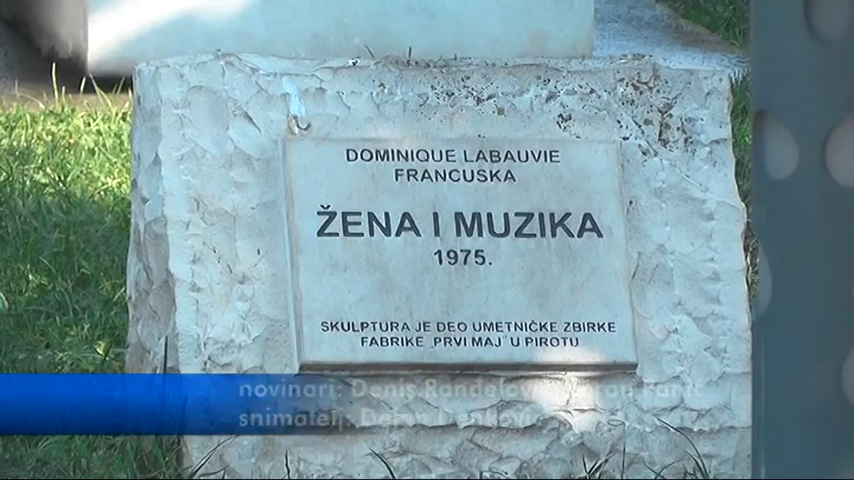 DOMINIQUE LABAUVIE
FRANCUSKA
ŽENA I MUZIKA
1975.
SKULPTURA JE DEO UMETNIČKE ZBIRKE
FABRIKE „PRVI MAJ" U PIROTU
novinari: Denis
snimatelj: Dejan